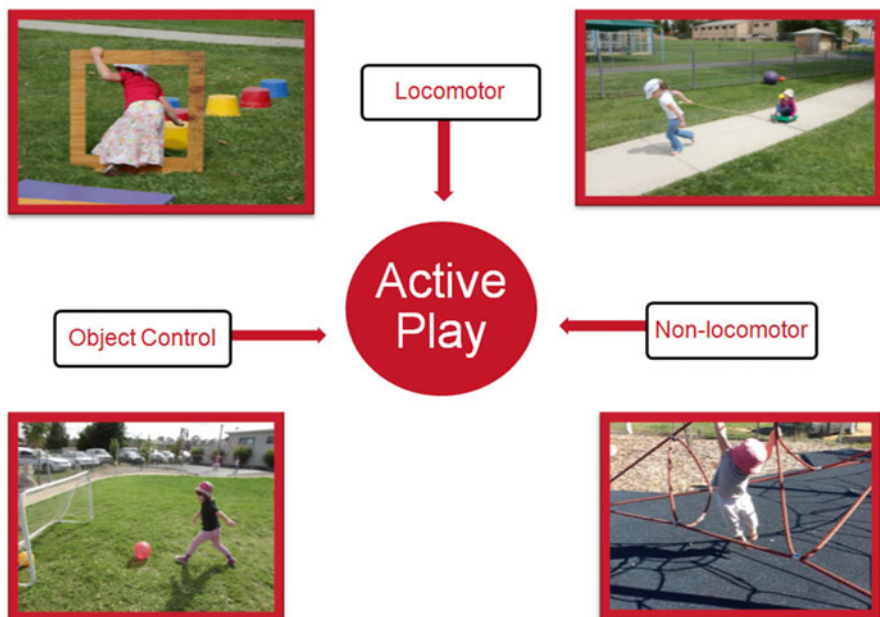 Locomotor
Active
Play
Object Control
Non-locomotor